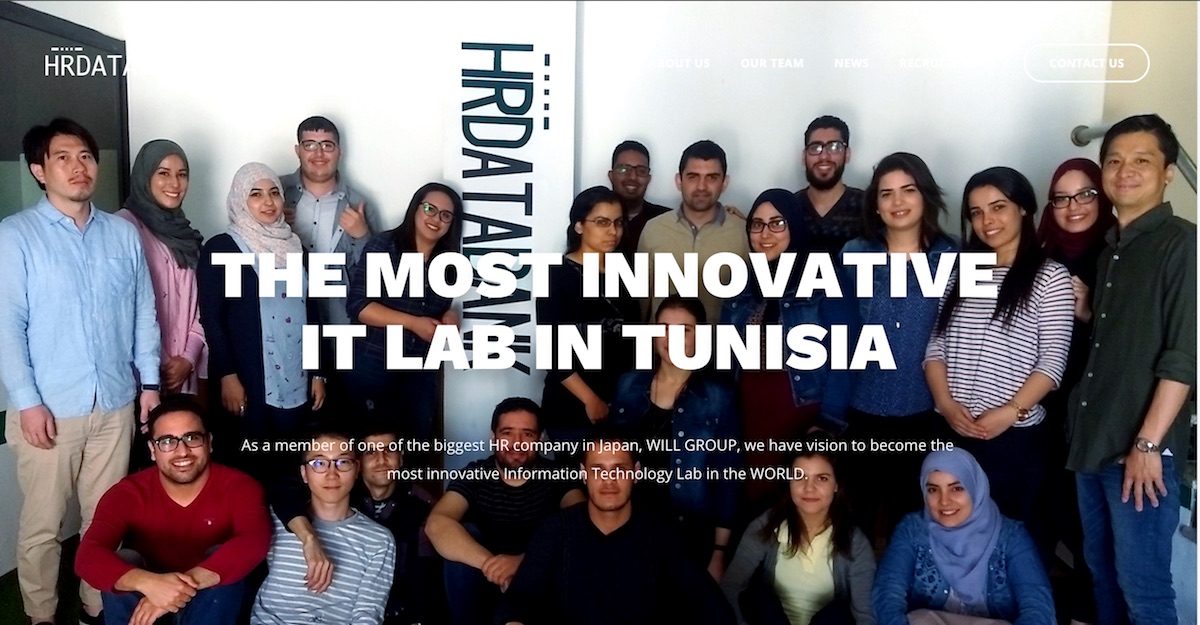 HRDATA
ABOUT US
OUR TEAM
NEWS
CONTACT US
HRDATABANK
THE MOST INNOVATIVE
IT LAB IN TUNISIA
As a member of one of the biggest HR company in Japan, WILL GROUP, we have vision to become the
most innovative Information Technology Lab in the WORLD.